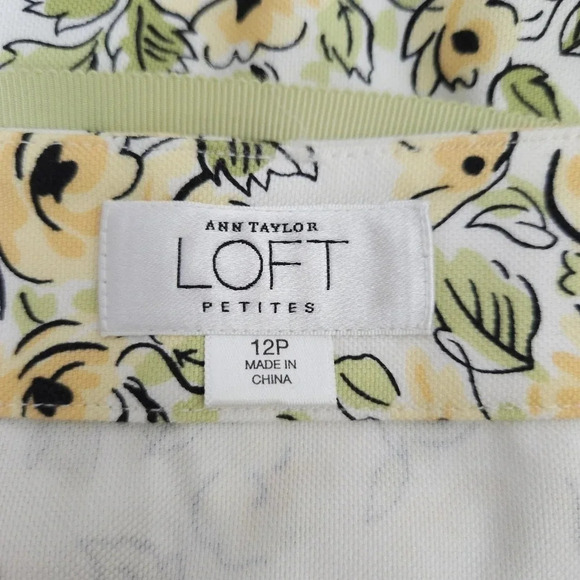 ANN TAYLOR
LOFT
PETITES
12P
MADE IN
CHINA